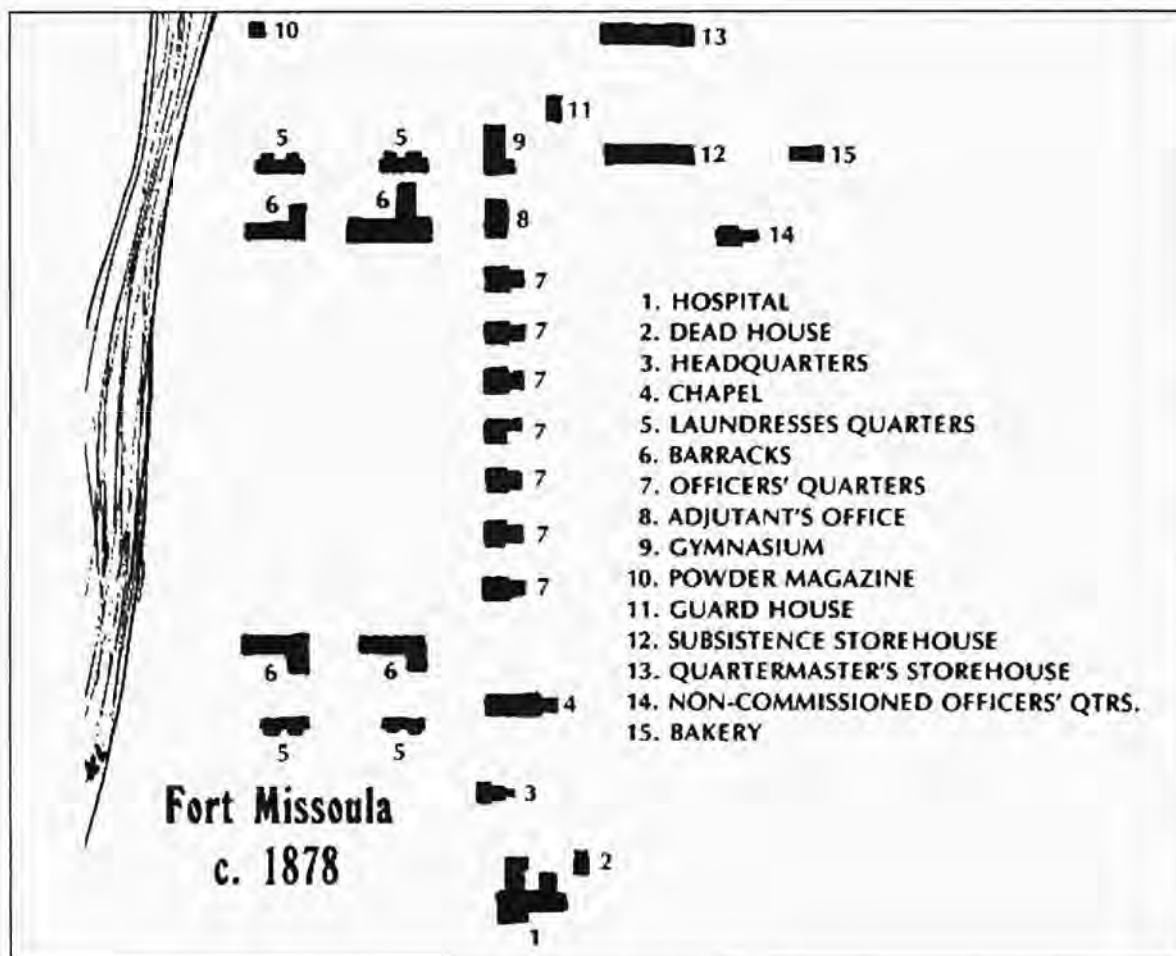 10
13
11
5
5
9
12
15
6
6
8
14
7
7
7
7
7
7
7
1. HOSPITAL
2. DEAD HOUSE
3. HEADQUARTERS
4. CHAPEL
5. LAUNDRESSES QUARTERS
6. BARRACKS
7. OFFICERS' QUARTERS
8. ADJUTANT'S OFFICE
9. GYMNASIUM
10. POWDER MAGAZINE
11. GUARD HOUSE
12. SUBSISTENCE STOREHOUSE
13. QUARTERMASTER'S STOREHOUSE
14. NON-COMMISSIONED OFFICERS' QTRS.
15. BAKERY
6
6
4
5
5
3
Fort Missoula
c. 1878
2
1